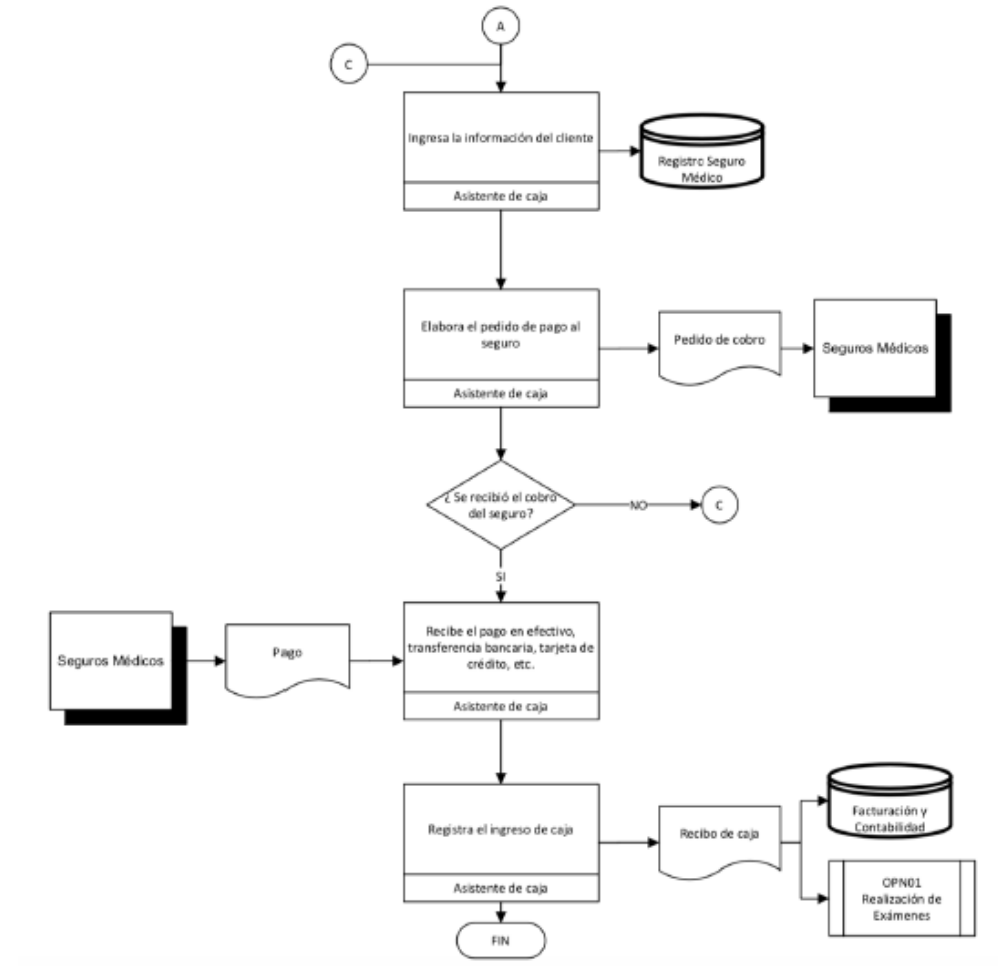 A
C
Ingresa la información del cliente
Asistente de caja
Registro Seguro
Médico
Elabora el pedido de pago al
seguro
Asistente de caja
Pedido de cobro
Seguros Médicos
¿ Se recibió el cobro
del seguro?
NO
C
SI
Seguros Médicos
Pago
Recibe el pago en efectivo,
transferencia bancaria, tarjeta de
crédito, etc.
Asistente de caja
Registra el ingreso de caja
Asistente de caja
Recibo de caja
Facturación y
Contabilidad
OPN01
Realización de
Exámenes
FIN